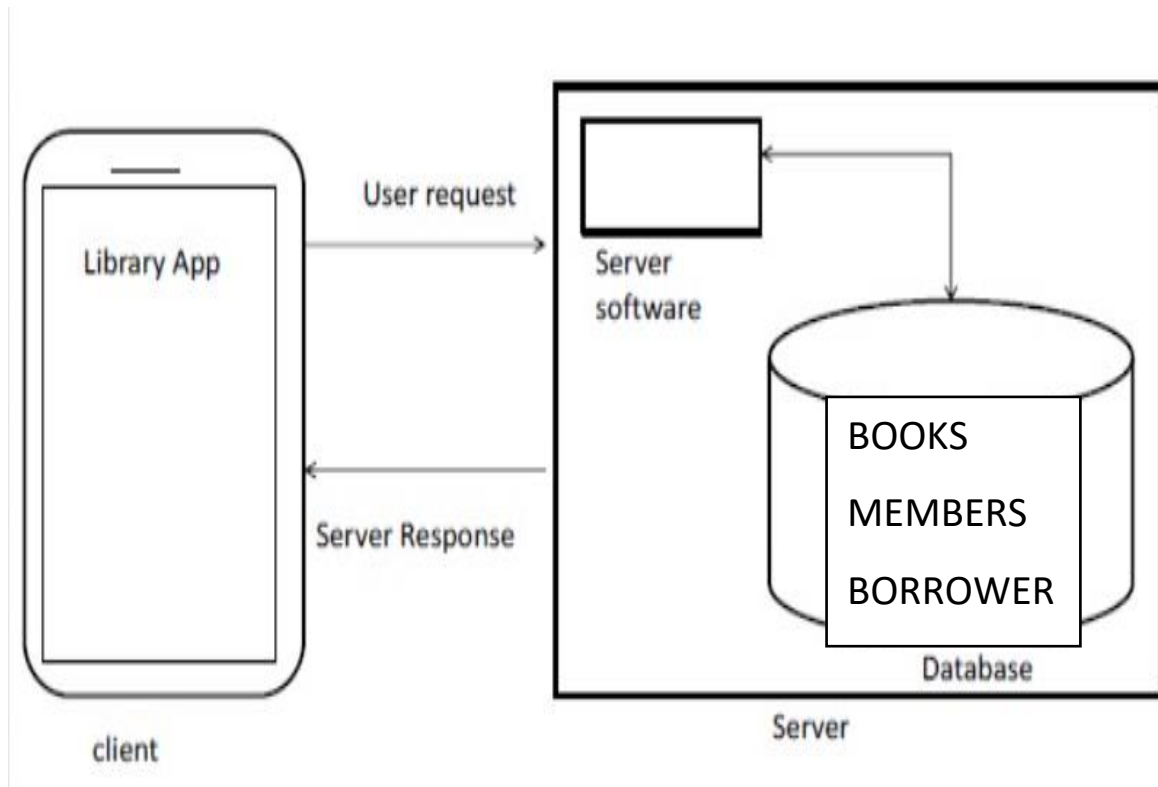 Library App
User request
Server Response
client
Server
software
BOOKS
MEMBERS
BORROWER
Database
Server